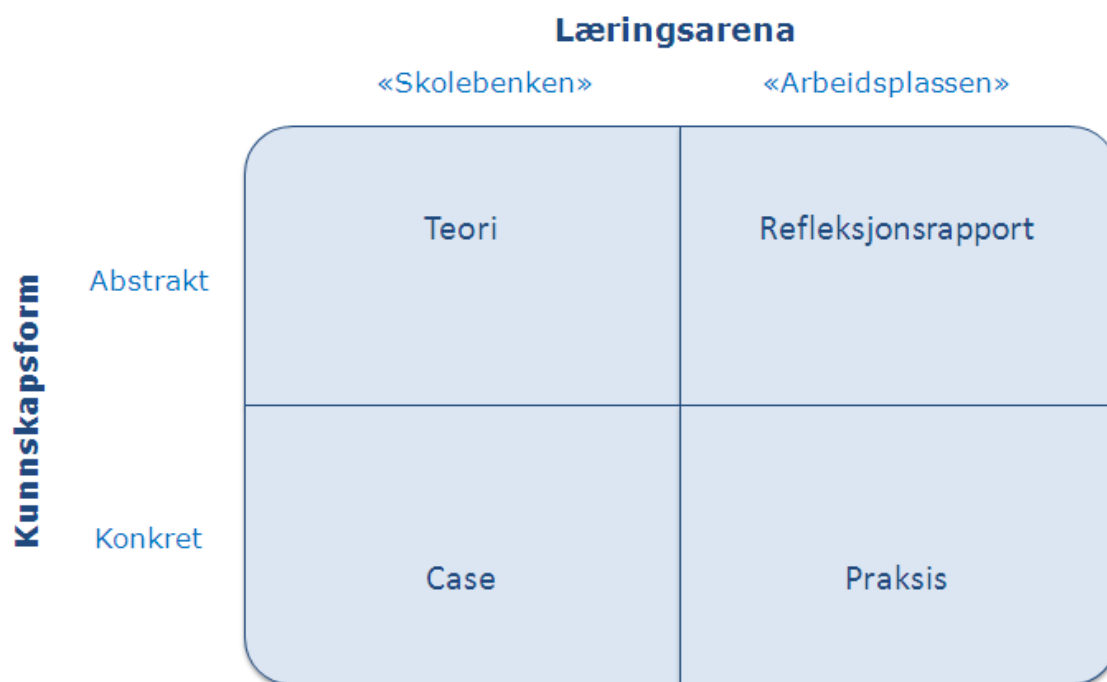 Læringsarena
«Skolebenken» «Arbeidsplassen»
Teori Refleksjonsrapport
Abstrakt
Kunnskapsform
Konkret
Case Praksis